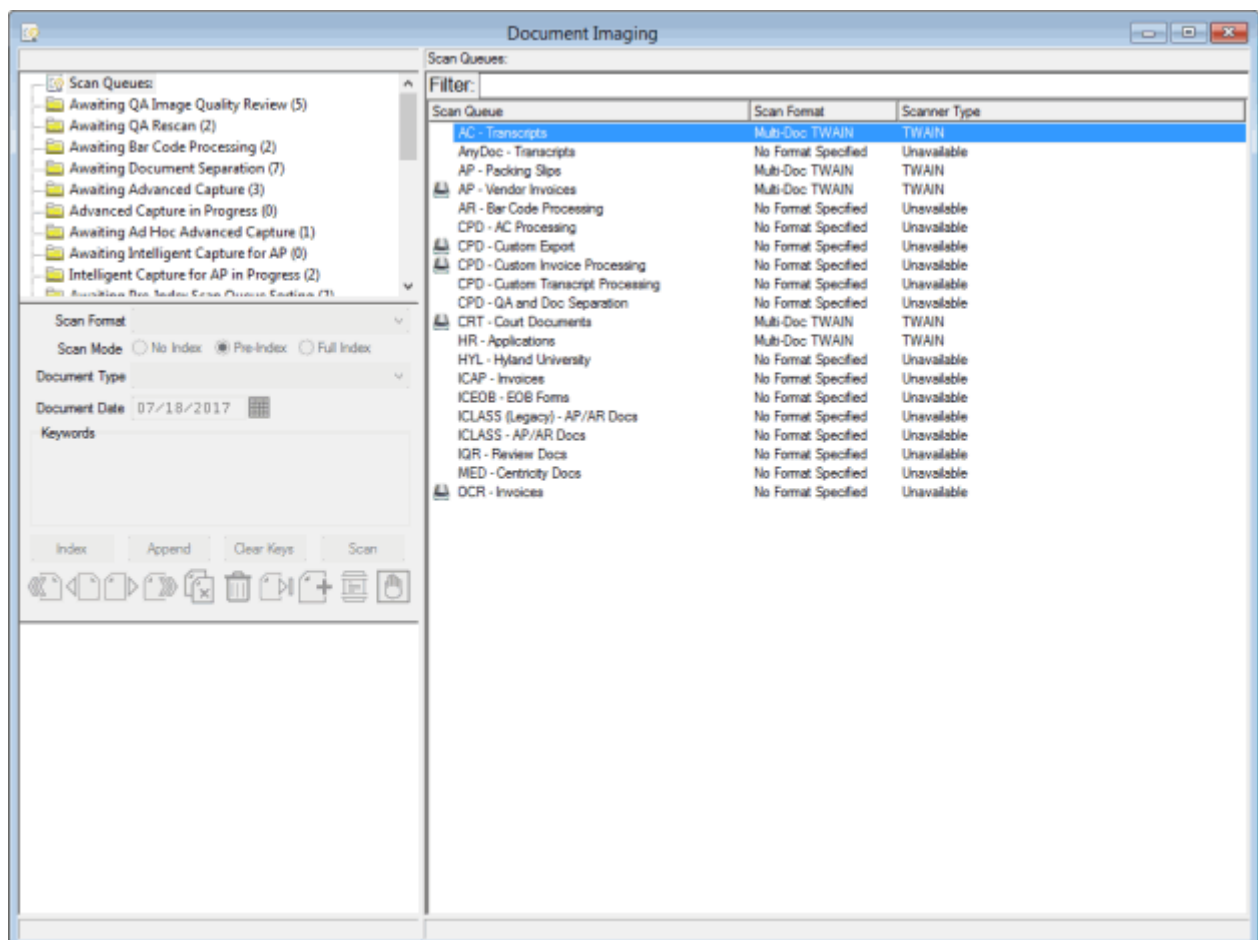 Document Imaging
Scan Queues:
Scan Queues:
Awaiting QA Image Quality Review (5)
Awaiting QA Rescan (2)
Awaiting Bar Code Processing (2)
Awaiting Document Separation (7)
Awaiting Advanced Capture (3)
Advanced Capture in Progress (0)
Awaiting Ad Hoc Advanced Capture (1)
Awaiting Intelligent Capture for AP (0)
Intelligent Capture for AP in Progress (2)
Awaiting Pre-Index Scan Queue Sorting
Scan Format
Scan Mode No Index Pre-Index Full Index
Document Type
Document Date 07/18/2017
Keywords
Index Append Clear Keys Scan
Filter:
Scan Queue Scan Format Scanner Type
AC - Transcripts Multi-Doc TWAIN TWAIN
AnyDoc - Transcripts No Format Specified Unavailable
AP - Packing Slips Multi-Doc TWAIN TWAIN
AP - Vendor Invoices Multi-Doc TWAIN TWAIN
AR - Bar Code Processing No Format Specified Unavailable
CPD - AC Processing No Format Specified Unavailable
CPD - Custom Export No Format Specified Unavailable
CPD - Custom Invoice Processing No Format Specified Unavailable
CPD - Custom Transcript Processing No Format Specified Unavailable
CPD - QA and Doc Separation No Format Specified Unavailable
CRT - Court Documents Multi-Doc TWAIN TWAIN
HR - Applications Multi-Doc TWAIN TWAIN
HYL - Hyland University No Format Specified Unavailable
ICAP - Invoices No Format Specified Unavailable
ICEOB - EOB Forms No Format Specified Unavailable
ICLASS (Legacy) - AP/AR Docs No Format Specified Unavailable
ICLASS - AP/AR Docs No Format Specified Unavailable
IQR - Review Docs No Format Specified Unavailable
MED - Centricity Docs No Format Specified Unavailable
OCR - Invoices No Format Specified Unavailable